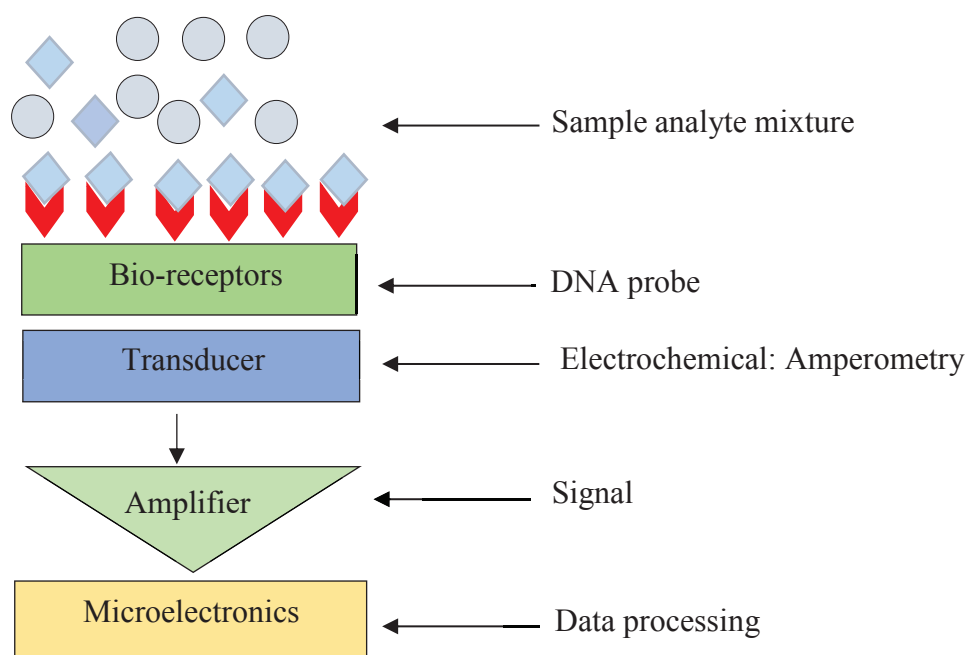 Sample analyte mixture
Bio-receptors
DNA probe
Transducer
Electrochemical: Amperometry
Amplifier
Signal
Microelectronics
Data processing